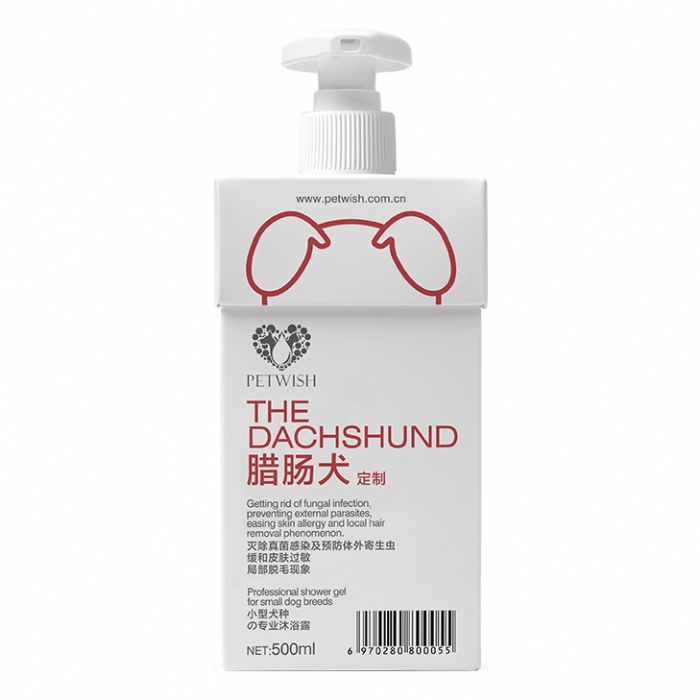 www.petwish.com.cn
PETWISH
THE
DACHSHUND
腊肠犬 定制
Getting rid of fungal infection,
preventing external parasites,
easing skin allergy and local hair
removal phenomenon.
灭除真菌感染及预防体外寄生虫
缓和皮肤过敏
局部脱毛现象
Professional shower gel
for small dog breeds
小型犬种
の专业沐浴露
NET:500ml
6 970280 800055